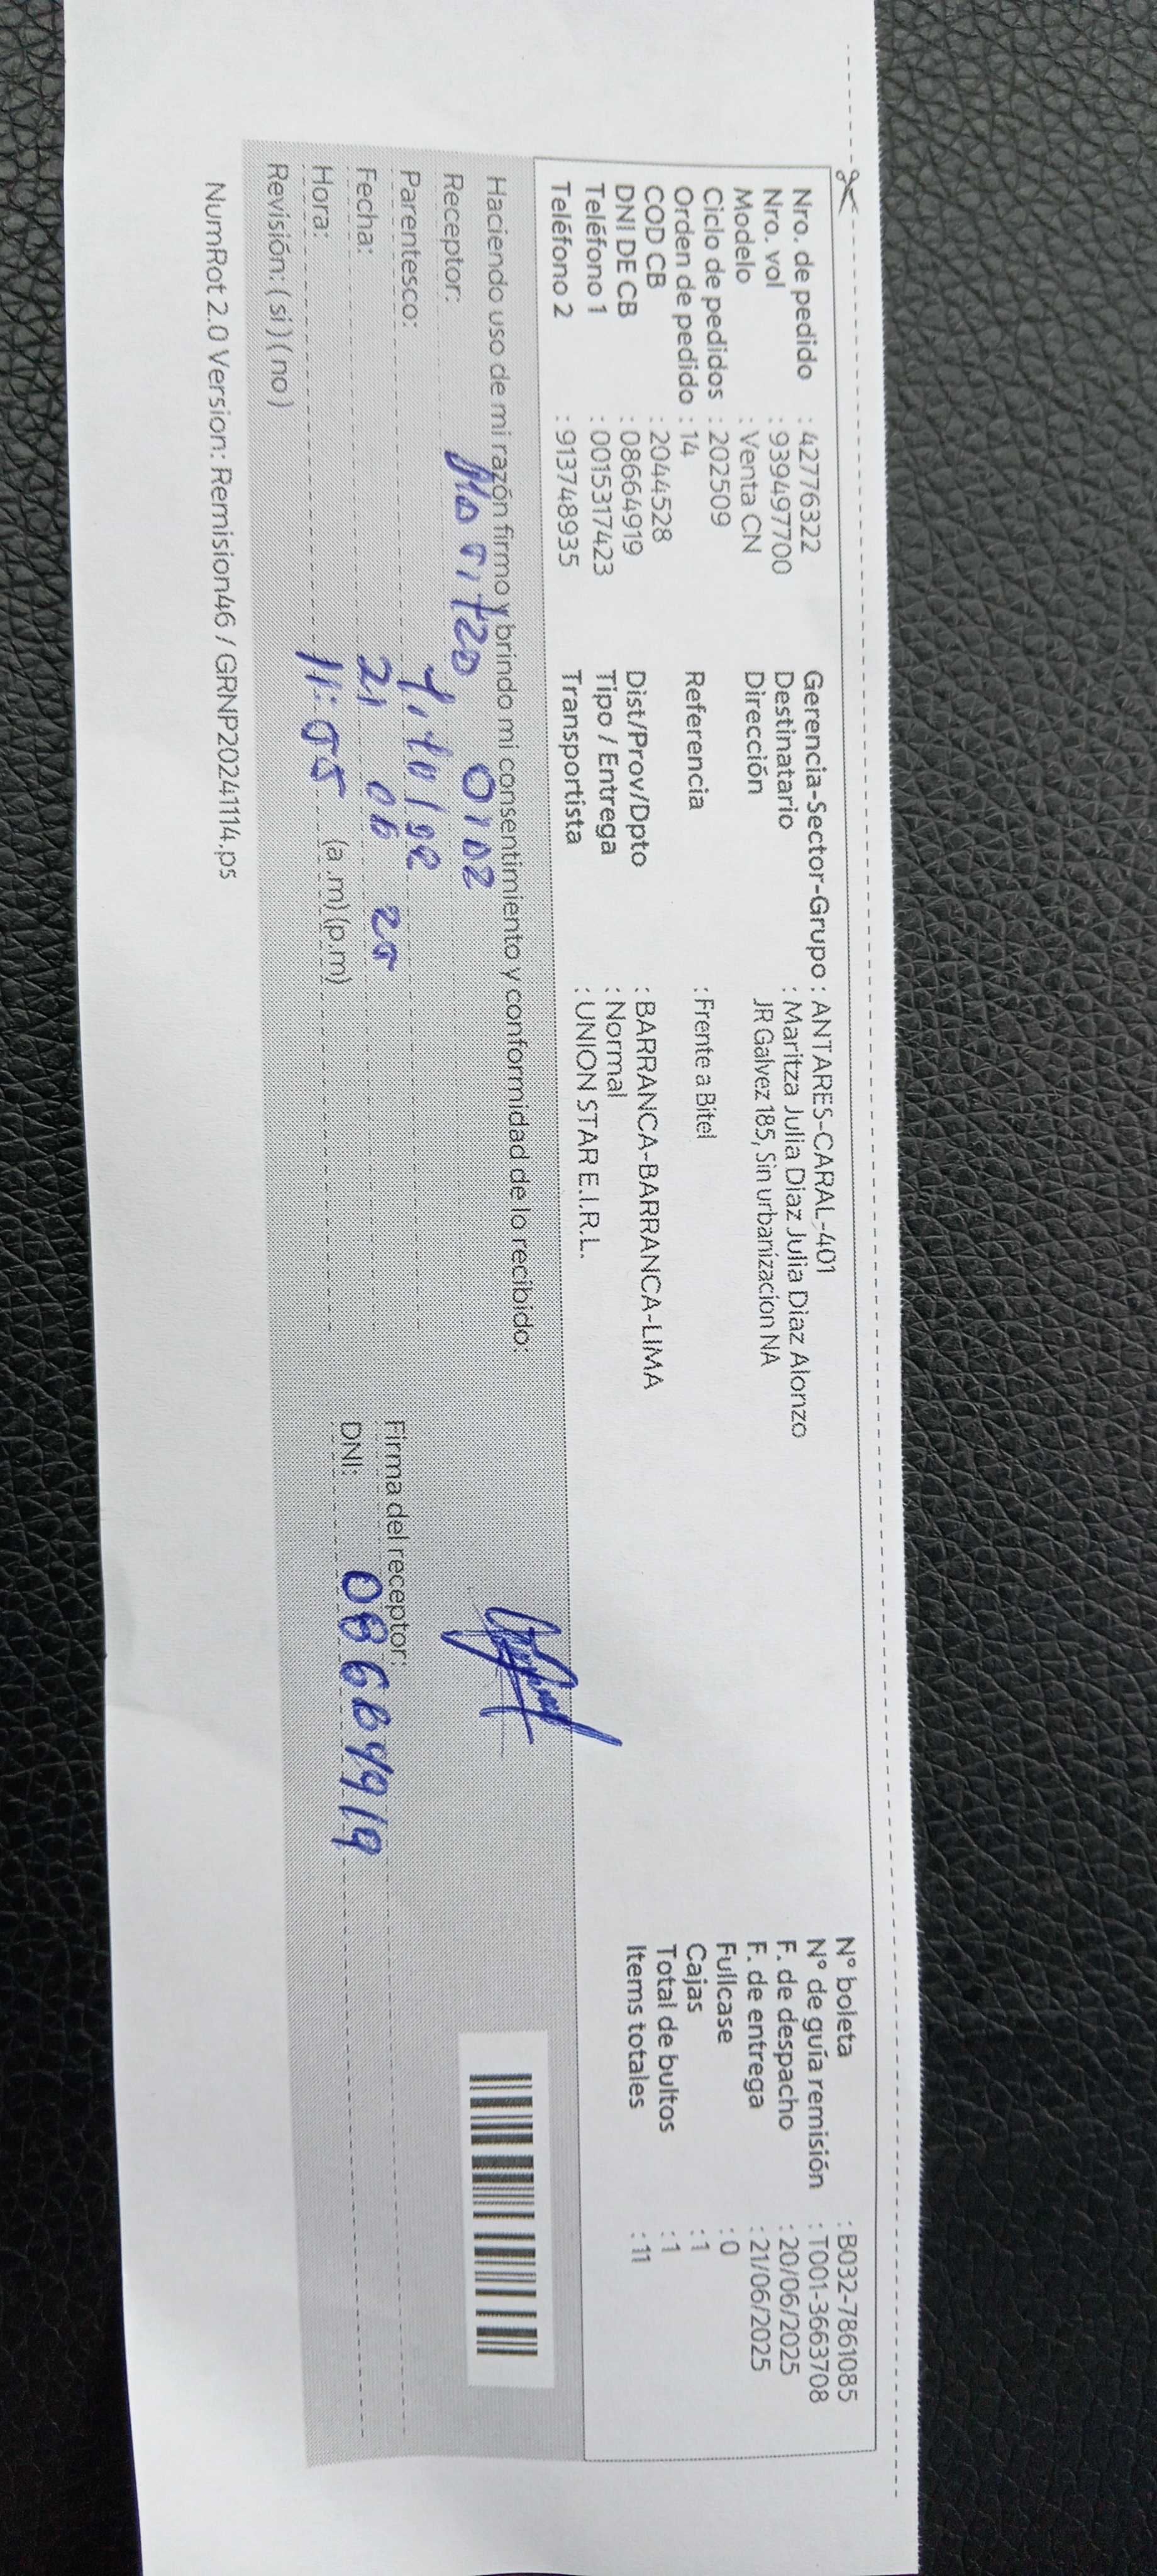 Nro. de pedido : 42776322
Nro. vol : 939497700
Modelo : Venta CN
Ciclo de pedidos : 202509
Orden de pedido : 14
COD CB : 2044528
DNI DE CB : 08664919
Teléfono 1 : 0015317423
Teléfono 2 : 913748935
Gerencia-Sector-Grupo : ANTARES-CARAL-401
Destinatario : Maritza Julia Diaz Julia Diaz Alonzo
Dirección JR Galvez 185, Sin urbanizacion NA
Referencia : Frente a Bitel
Dist/Prov/Dpto : BARRANCA-BARRANCA-LIMA
Tipo / Entrega : Normal
Transportista : UNION STAR E.I.R.L.
N° boleta : B032-7861085
N° de guía remisión : T001-3663708
F. de despacho : 20/06/2025
F. de entrega : 21/06/2025
Fullcase : 0
Cajas : 1
Total de bultos : 1
Items totales : 11
Haciendo uso de mi razón firmo y brindo mi consentimiento y conformidad de lo recibido:
Receptor: Maritza Diaz
Parentesco: Titular
Fecha: 21 06 25
Hora: 11:55 (a.m) (p.m)
Revisión: ( si ) ( no )
Firma del receptor:
DNI: 08664919
NumRot 2.0 Version: Remision46 / GRNP20241114.ps